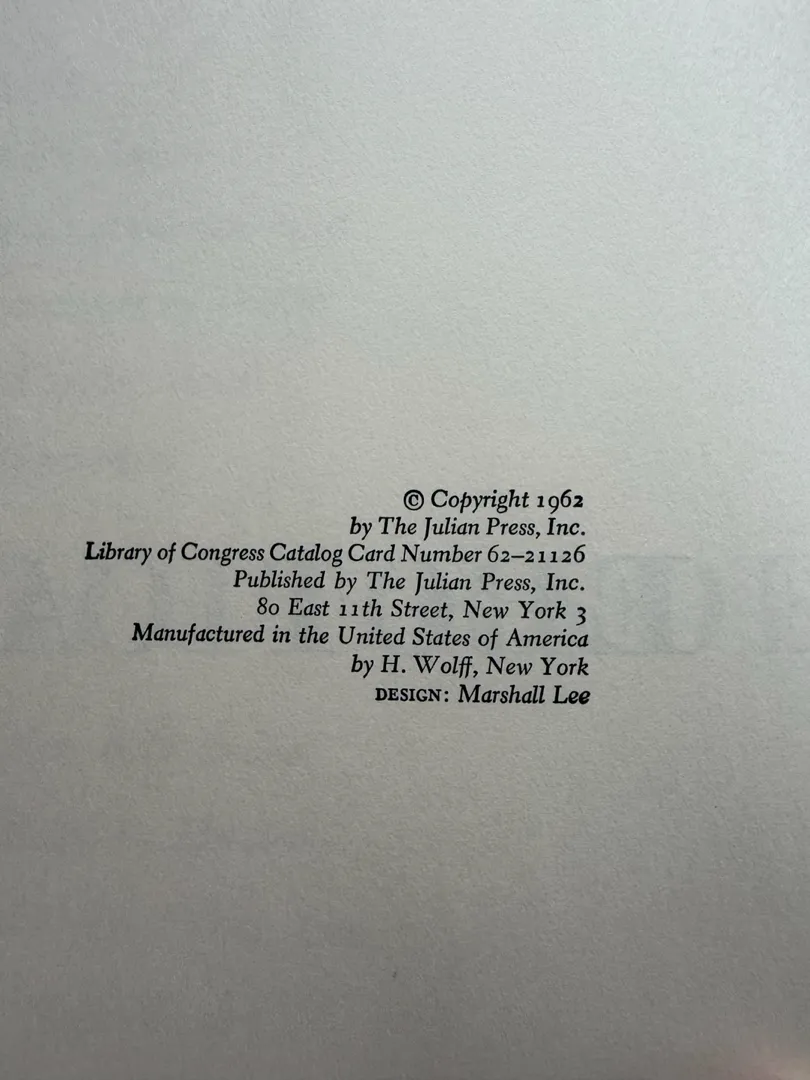 © Copyright 1962
by The Julian Press, Inc.
Library of Congress Catalog Card Number 62–21126
Published by The Julian Press, Inc.
80 East 11th Street, New York 3
Manufactured in the United States of America
by H. Wolff, New York
DESIGN: Marshall Lee